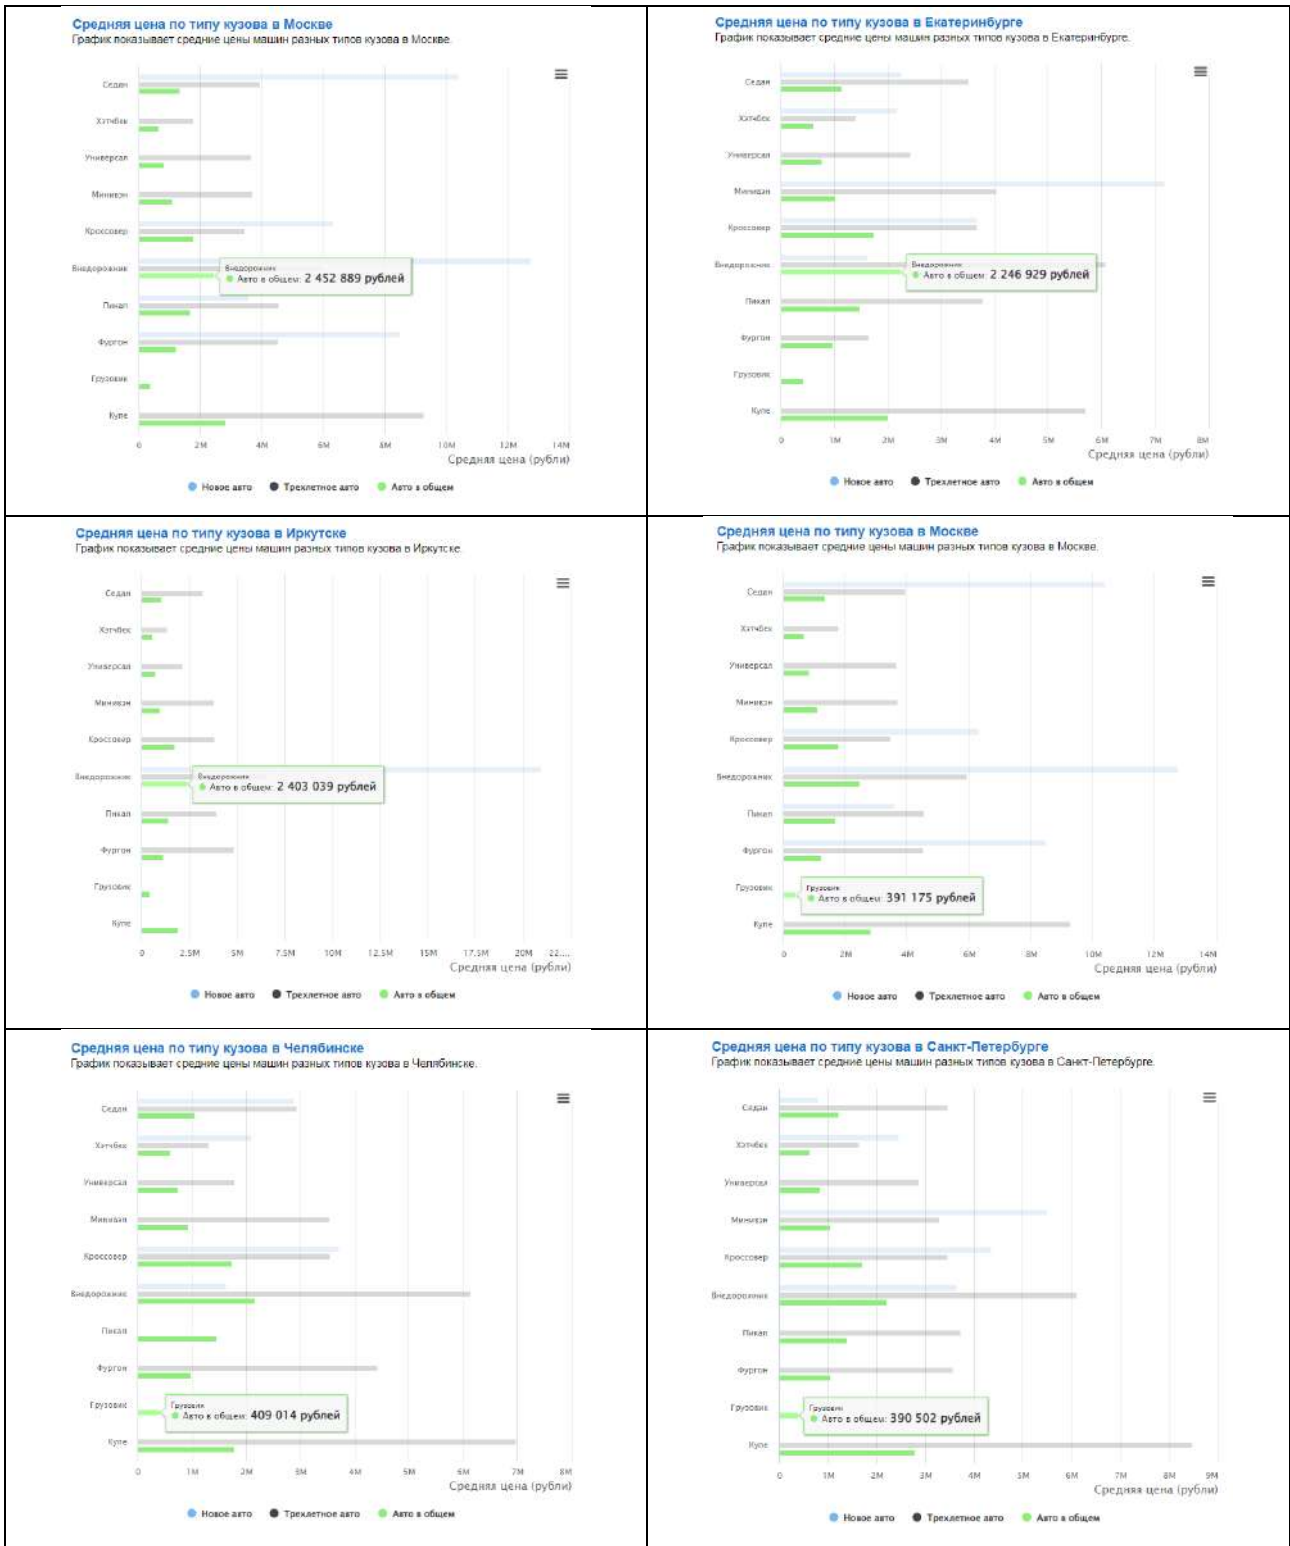 Средняя цена по типу кузова в Москве
График показывает средние цены машин разных типов кузова в Москве.
Седан
Хэтчбек
Универсал
Минивэн
Кроссовер
Внедорожник
Внедорожник
Авто в общем: 2 452 889 рублей
Пикап
Фургон
Грузовик
Купе
0 2M 4M 6M 8M 10M 12M 14M
Средняя цена (рубли)
Новое авто Трехлетное авто Авто в общем
Средняя цена по типу кузова в Екатеринбурге
График показывает средние цены машин разных типов кузова в Екатеринбурге.
Седан
Хэтчбек
Универсал
Минивэн
Кроссовер
Внедорожник
Внедорожник
Авто в общем: 2 246 929 рублей
Пикап
Фургон
Грузовик
Купе
0 1M 2M 3M 4M 5M 6M 7M 8M
Средняя цена (рубли)
Новое авто Трехлетное авто Авто в общем
Средняя цена по типу кузова в Иркутске
График показывает средние цены машин разных типов кузова в Иркутске.
Седан
Хэтчбек
Универсал
Минивэн
Кроссовер
Внедорожник
Внедорожник
Авто в общем: 2 403 039 рублей
Пикап
Фургон
Грузовик
Купе
0 2.5M 5M 7.5M 10M 12.5M 15M 17.5M 20M 22....
Средняя цена (рубли)
Новое авто Трехлетное авто Авто в общем
Средняя цена по типу кузова в Москве
График показывает средние цены машин разных типов кузова в Москве.
Седан
Хэтчбек
Универсал
Минивэн
Кроссовер
Внедорожник
Пикап
Фургон
Грузовик
Грузовик
Авто в общем: 391 175 рублей
Купе
0 2M 4M 6M 8M 10M 12M 14M
Средняя цена (рубли)
Новое авто Трехлетное авто Авто в общем
Средняя цена по типу кузова в Челябинске
График показывает средние цены машин разных типов кузова в Челябинске.
Седан
Хэтчбек
Универсал
Минивэн
Кроссовер
Внедорожник
Пикап
Фургон
Грузовик
Грузовик
Авто в общем: 409 014 рублей
Купе
0 1M 2M 3M 4M 5M 6M 7M 8M
Средняя цена (рубли)
Новое авто Трехлетное авто Авто в общем
Средняя цена по типу кузова в Санкт-Петербурге
График показывает средние цены машин разных типов кузова в Санкт-Петербурге.
Седан
Хэтчбек
Универсал
Минивэн
Кроссовер
Внедорожник
Пикап
Фургон
Грузовик
Грузовик
Авто в общем: 390 502 рублей
Купе
0 1M 2M 3M 4M 5M 6M 7M 8M 9M
Средняя цена (рубли)
Новое авто Трехлетное авто Авто в общем